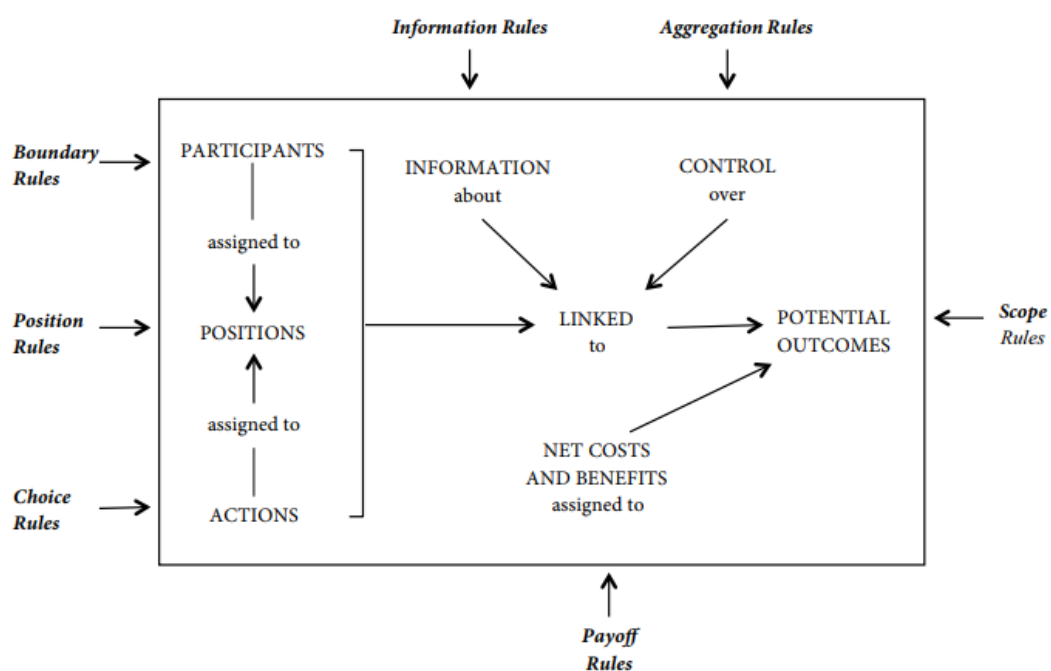 Information Rules
Aggregation Rules
Boundary
Rules
PARTICIPANTS
INFORMATION
about
CONTROL
over
assigned to
Position
Rules
POSITIONS
LINKED
to
POTENTIAL
OUTCOMES
Scope
Rules
assigned to
NET COSTS
AND BENEFITS
assigned to
Choice
Rules
ACTIONS
Payoff
Rules